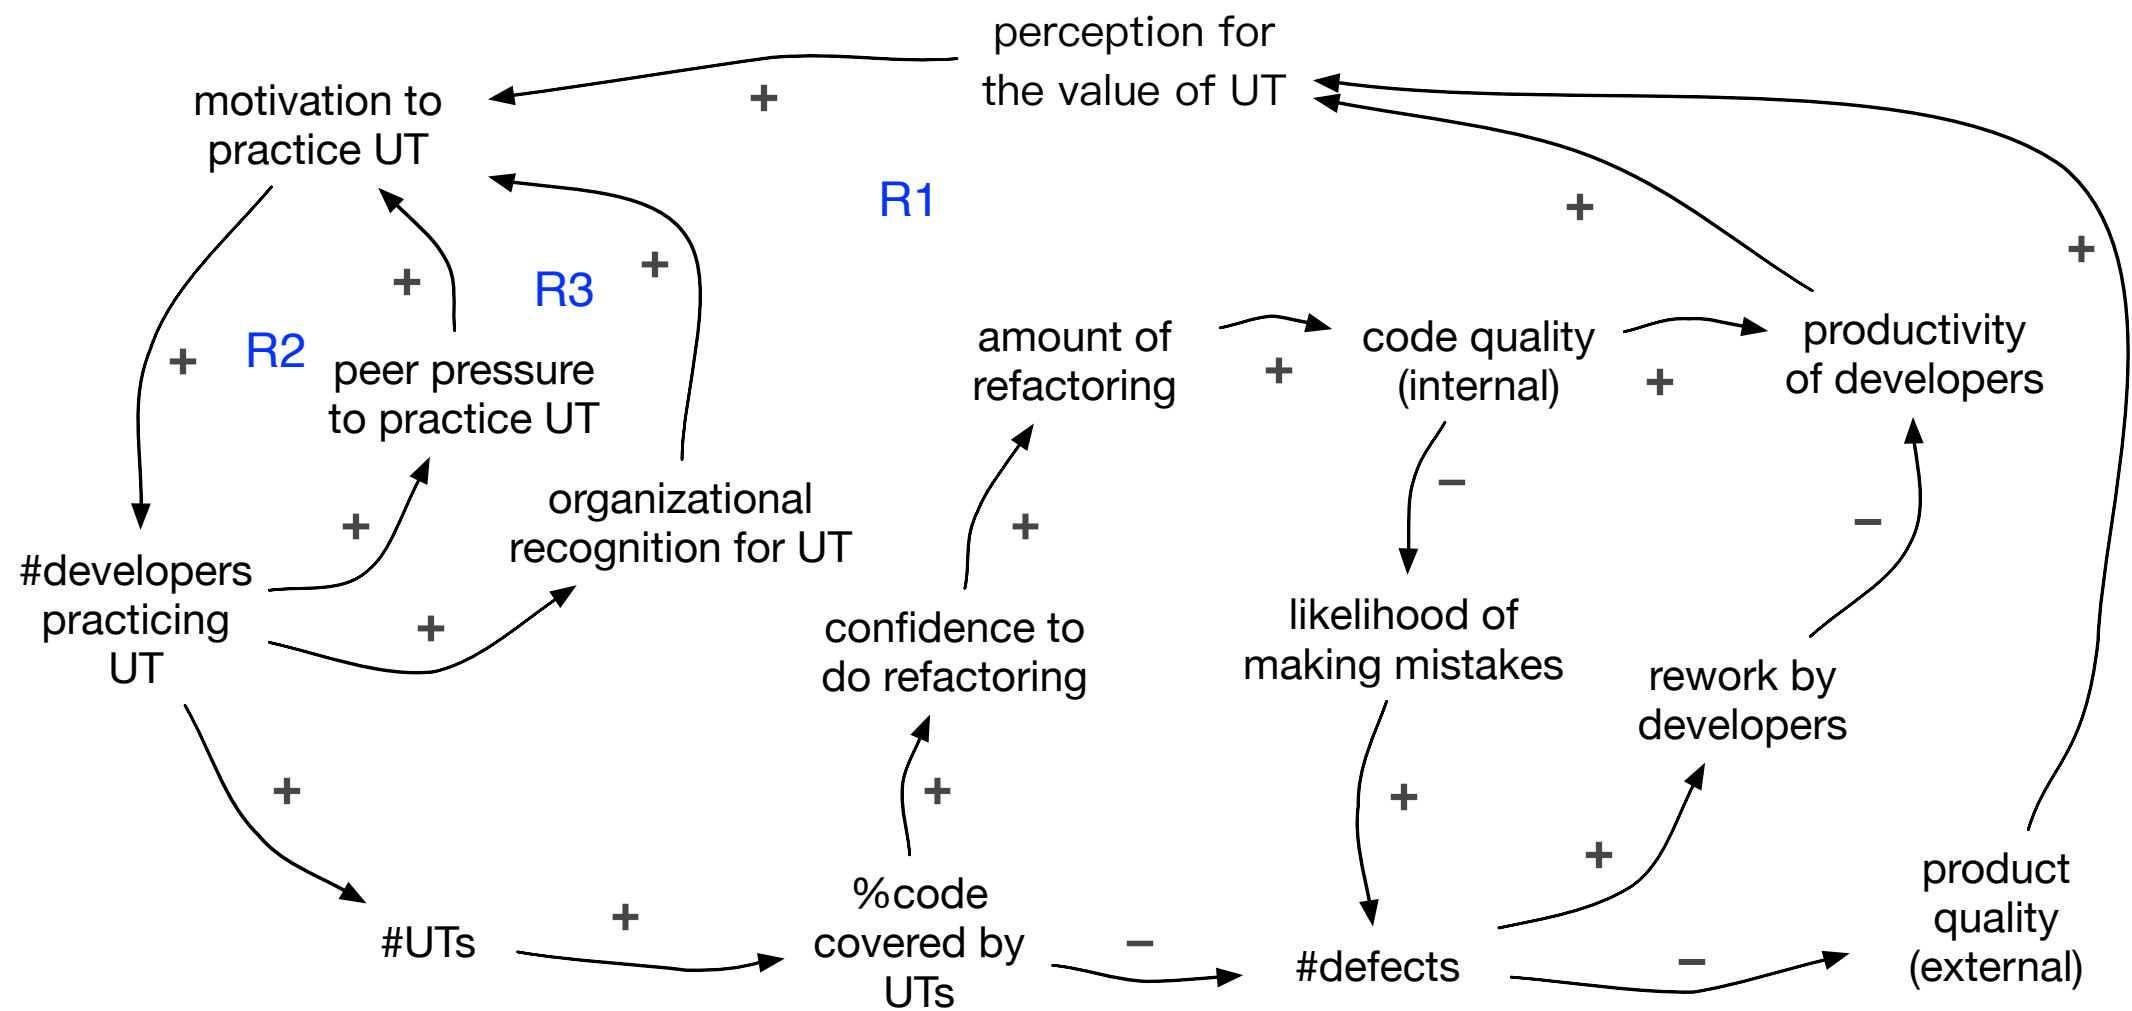 perception for
the value of UT
motivation to
practice UT
+
R1
+
+
+
+
R3
R2
+
peer pressure
to practice UT
amount of
refactoring
+
code quality
(internal)
+
productivity
of developers
organizational
recognition for UT
+
+
−
−
#developers
practicing
UT
+
confidence to
do refactoring
likelihood of
making mistakes
rework by
developers
+
+
+
+
#UTs
+
%code
covered by
UTs
−
#defects
−
product
quality
(external)